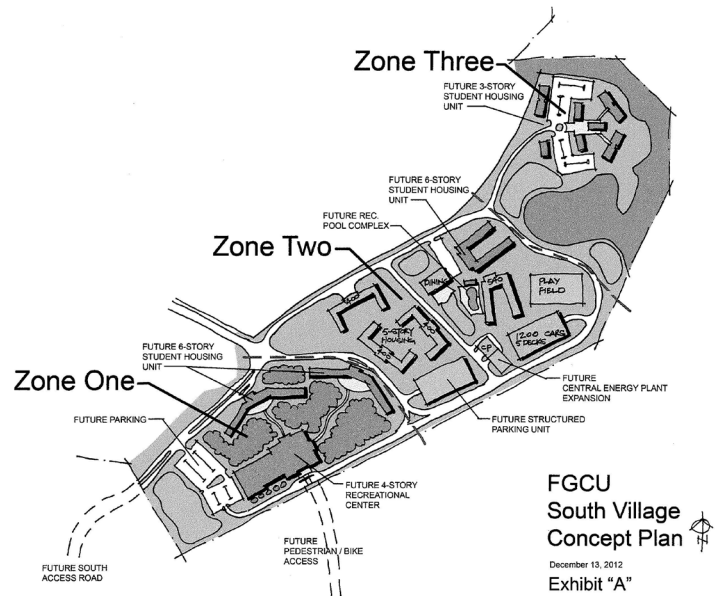 Zone Three
FUTURE 3-STORY
STUDENT HOUSING
UNIT
FUTURE 6-STORY
STUDENT HOUSING
UNIT
FUTURE REC.
POOL COMPLEX
Zone Two
DINING
540
PLAY
FIELD
400
5-STORY
HOUSING
1200 CARS
5 DECKS
C.P.
FUTURE 6-STORY
STUDENT HOUSING
UNIT
Zone One
FUTURE
CENTRAL ENERGY PLANT
EXPANSION
FUTURE PARKING
FUTURE STRUCTURED
PARKING UNIT
FUTURE 4-STORY
RECREATIONAL
CENTER
FUTURE
PEDESTRIAN / BIKE
ACCESS
FUTURE SOUTH
ACCESS ROAD
FGCU
South Village
Concept Plan
N
December 13, 2012
Exhibit "A"